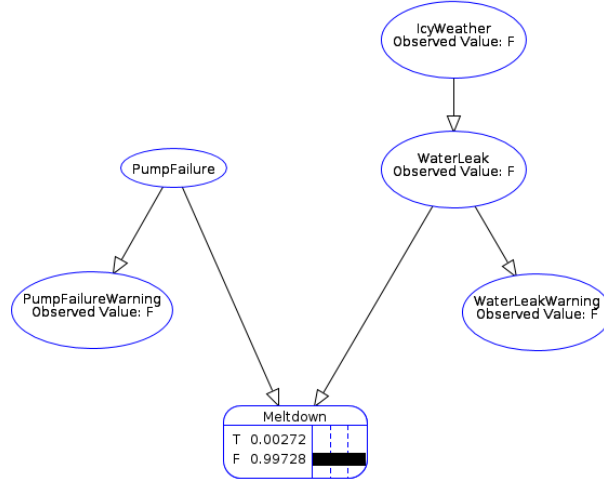 IcyWeather
Observed Value: F
WaterLeak
Observed Value: F
PumpFailure
PumpFailureWarning
Observed Value: F
WaterLeakWarning
Observed Value: F
Meltdown
T 0.00272
F 0.99728